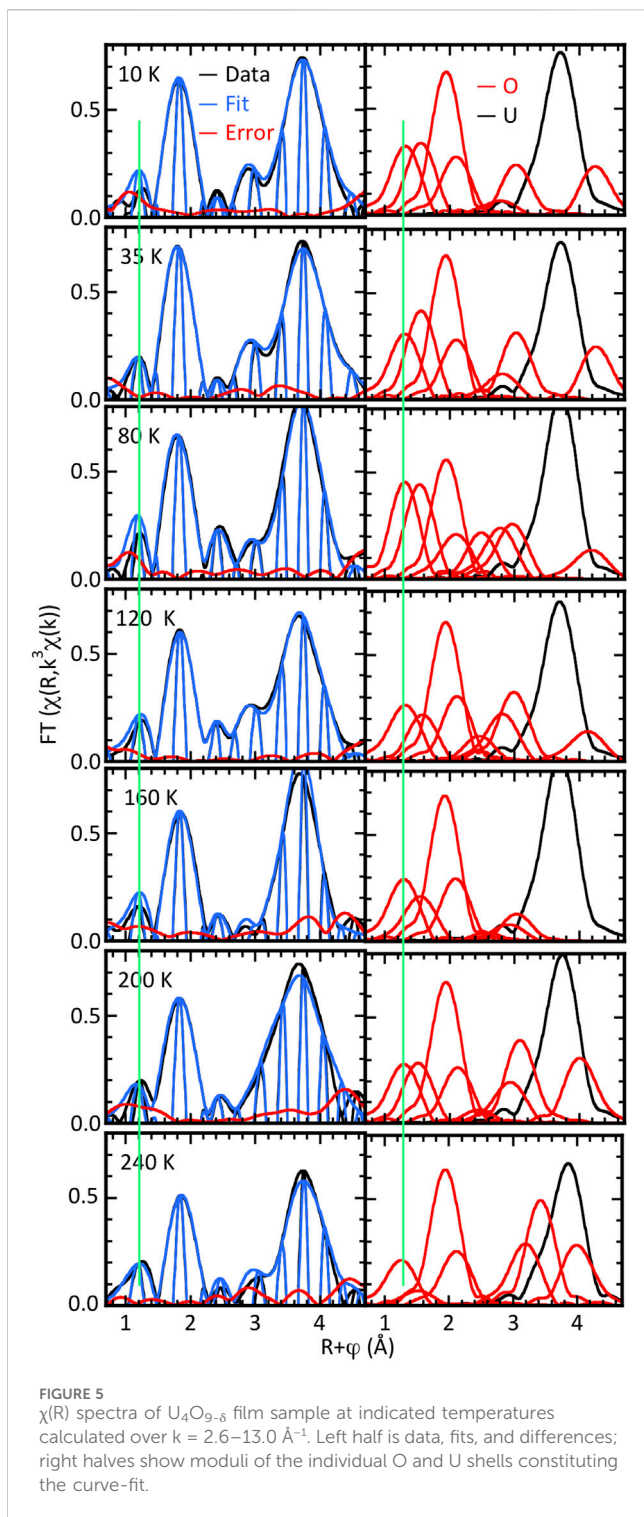 10 K
Data
Fit
Error
O
U
0.5
0.0
35 K
0.5
0.0
80 K
0.5
0.0
120 K
0.5
0.0
160 K
0.5
0.0
200 K
0.5
0.0
240 K
0.5
0.0
FT (χ(R,k³χ(k))
1 2 3 4 1 2 3 4
R+φ (Å)
FIGURE 5
χ(R) spectra of U₄O₉₋δ film sample at indicated temperatures
calculated over k = 2.6–13.0 Å⁻¹. Left half is data, fits, and differences;
right halves show moduli of the individual O and U shells constituting
the curve-fit.